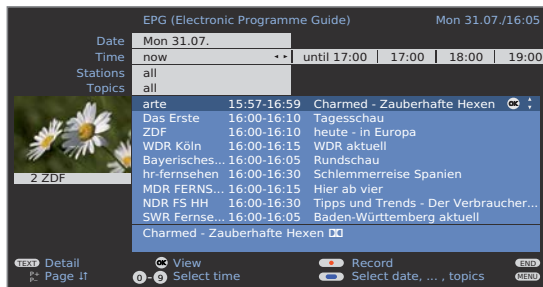 EPG (Electronic Programme Guide) Mon 31.07./16:05
Date Mon 31.07.
Time now until 17:00 17:00 18:00 19:00
Stations all
Topics all
arte 15:57-16:59 Charmed - Zauberhafte Hexen OK
Das Erste 16:00-16:10 Tagesschau
ZDF 16:00-16:10 heute - in Europa
WDR Köln 16:00-16:15 WDR aktuell
Bayerisches... 16:00-16:05 Rundschau
hr-fernsehen 16:00-16:30 Schlemmerreise Spanien
MDR FERNS... 16:00-16:15 Hier ab vier
NDR FS HH 16:00-16:30 Tipps und Trends - Der Verbraucher...
SWR Fernse... 16:00-16:05 Baden-Württemberg aktuell
2 ZDF
Charmed - Zauberhafte Hexen
TEXT Detail OK View Record END
P+ P- Page 0-9 Select time Select date, ... , topics MENU